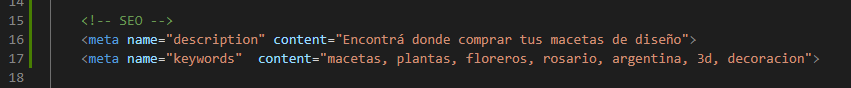 14
15 <!-- SEO -->
16 <meta name="description" content="Encontrá donde comprar tus macetas de diseño">
17 <meta name="keywords"  content="macetas, plantas, floreros, rosario, argentina, 3d, decoracion">
18